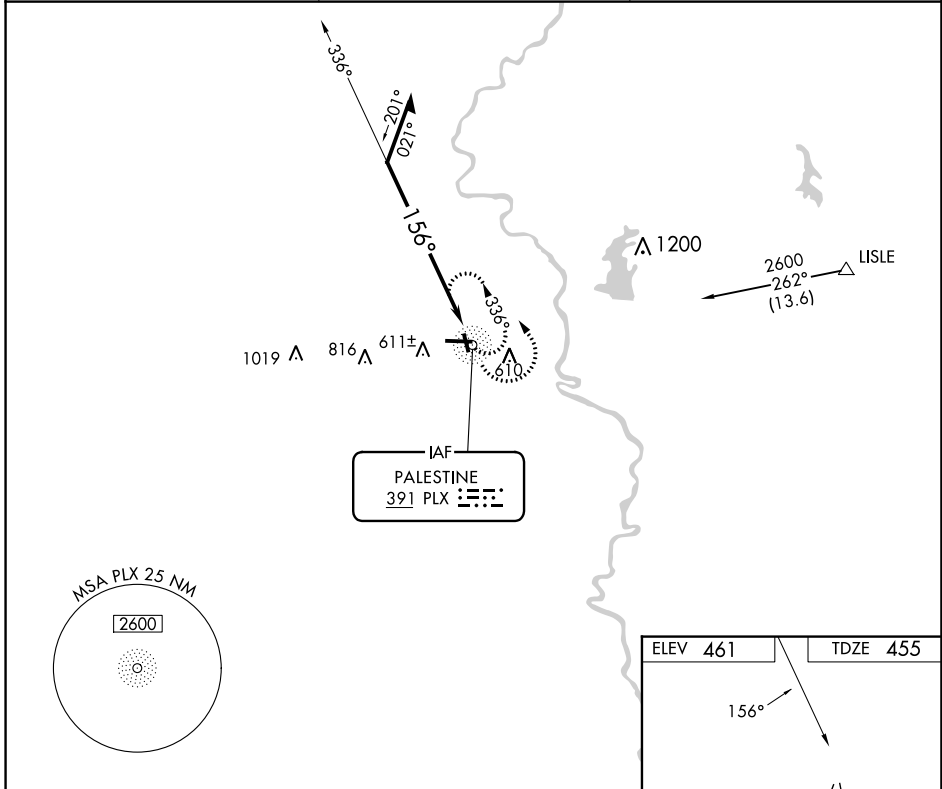 336°
201°
021°
156°
336°
1200
LISLE
2600
262°
(13.6)
1019
816
611±
610
IAF
PALESTINE
391 PLX
MSA PLX 25 NM
2600
ELEV 461
TDZE 455
156°